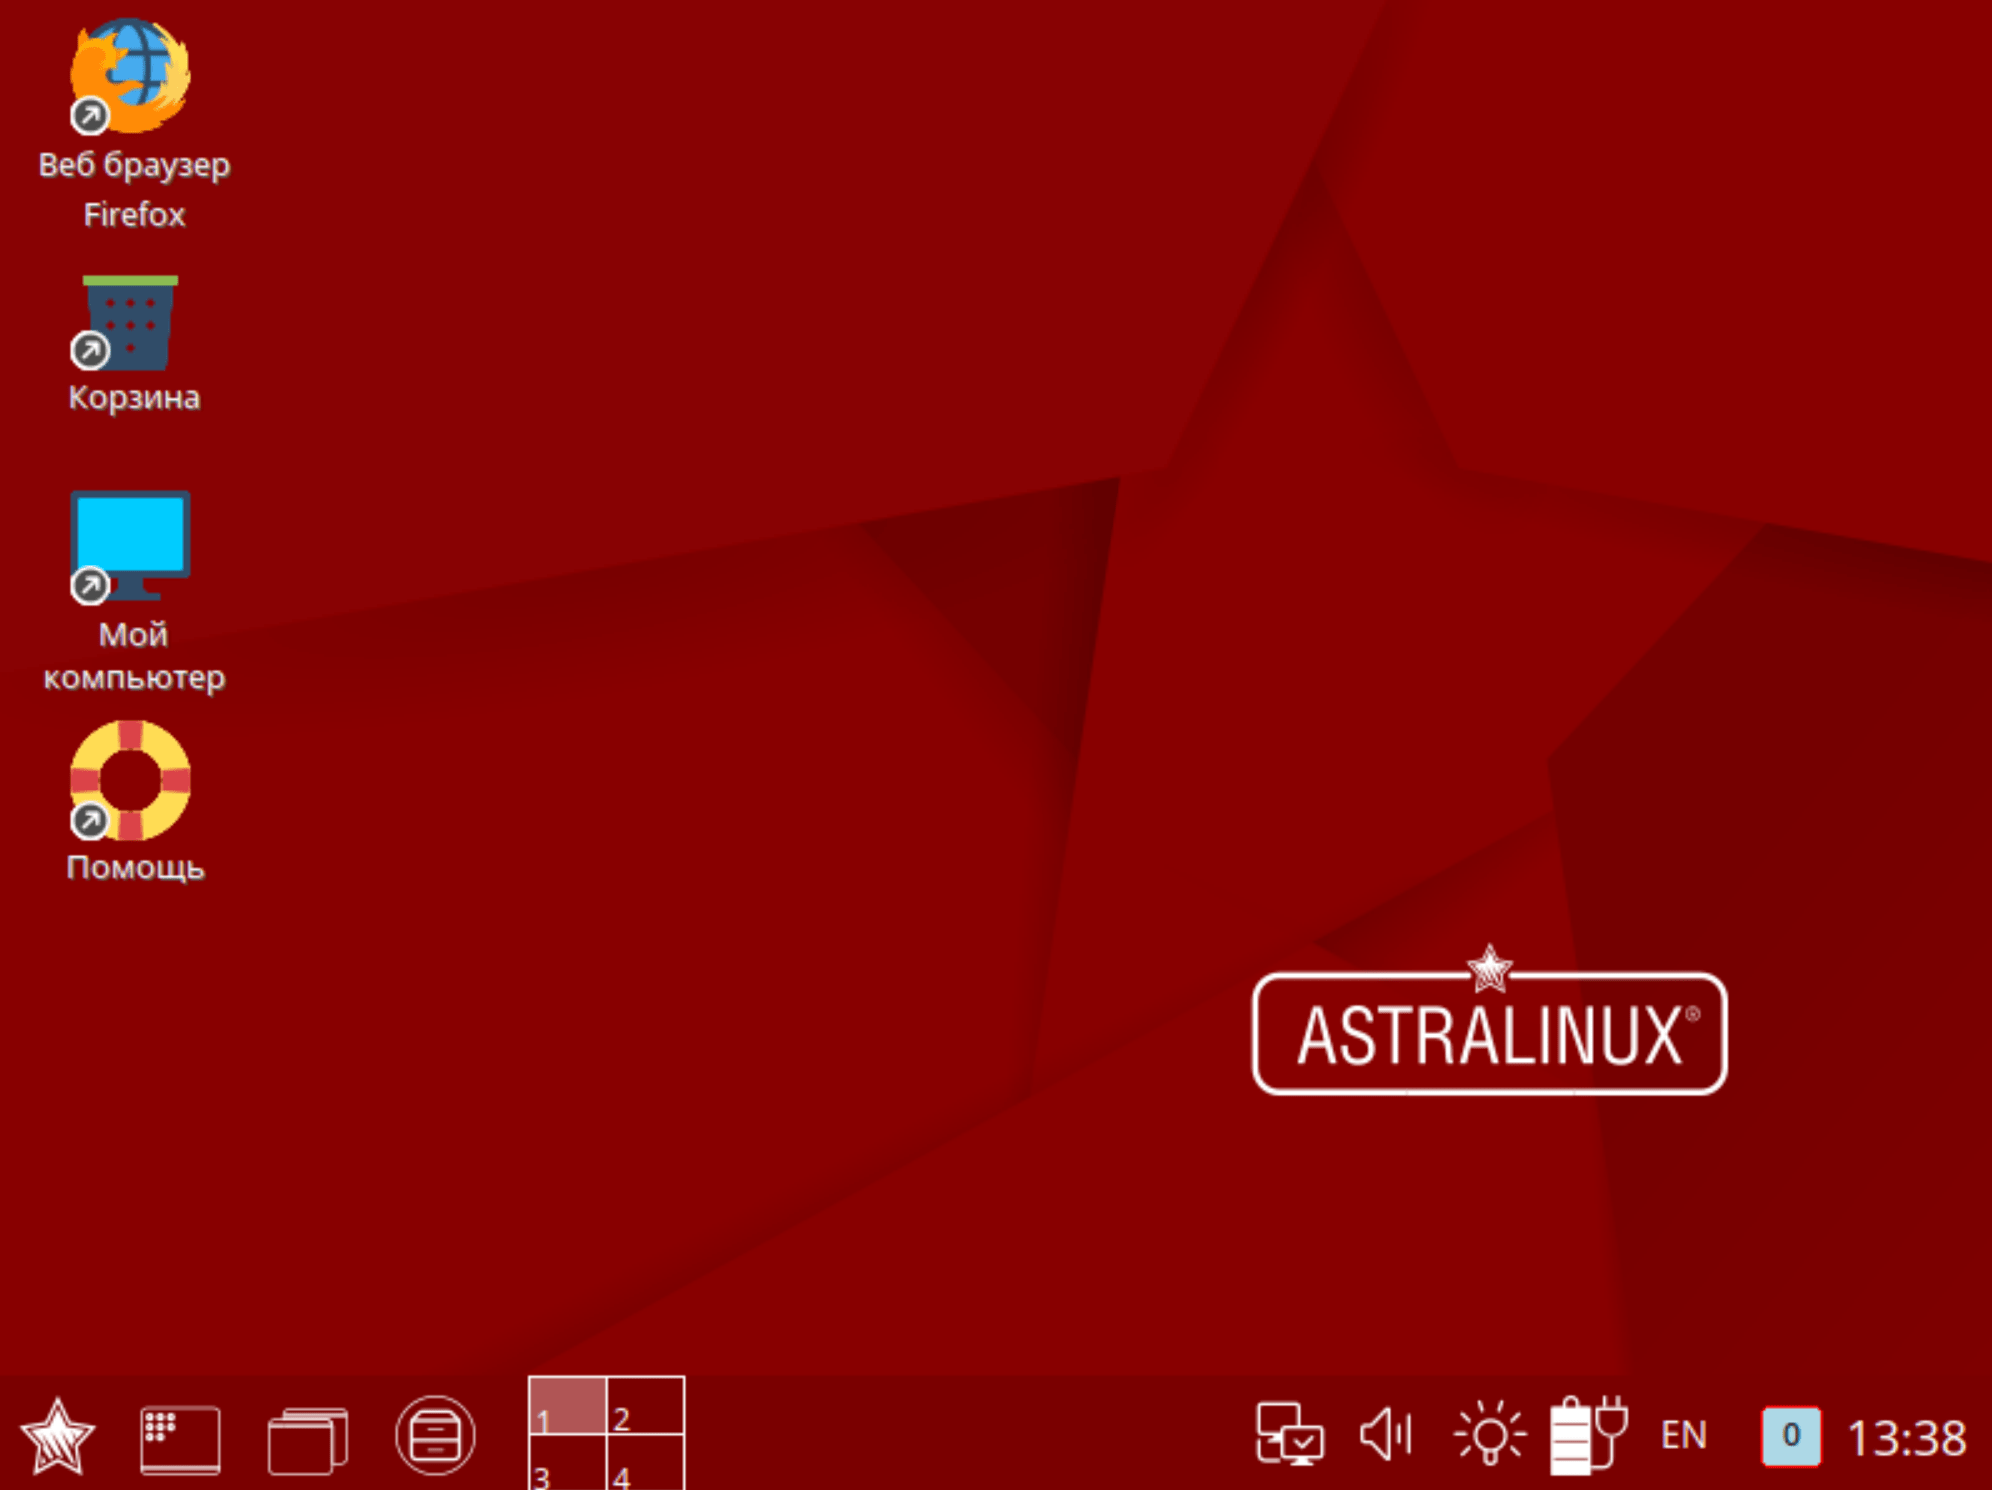 Веб браузер
Firefox
Корзина
Мой
компьютер
Помощь
ASTRALINUX®
1
2
3
4
EN
0
13:38